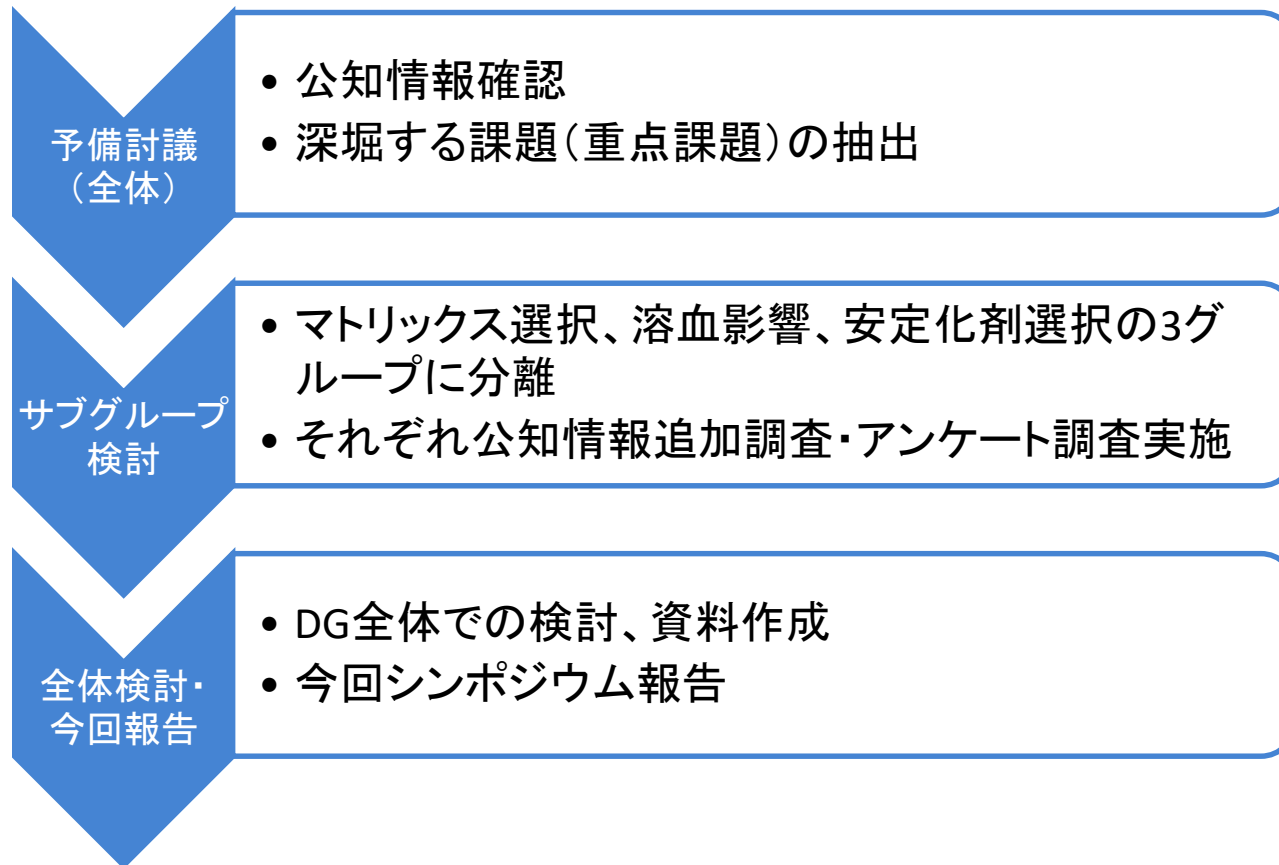 予備討議
（全体）
• 公知情報確認
• 深堀する課題（重点課題）の抽出
サブグループ
検討
• マトリックス選択、溶血影響、安定化剤選択の3グ
ループに分離
• それぞれ公知情報追加調査・アンケート調査実施
全体検討・
今回報告
• DG全体での検討、資料作成
• 今回シンポジウム報告